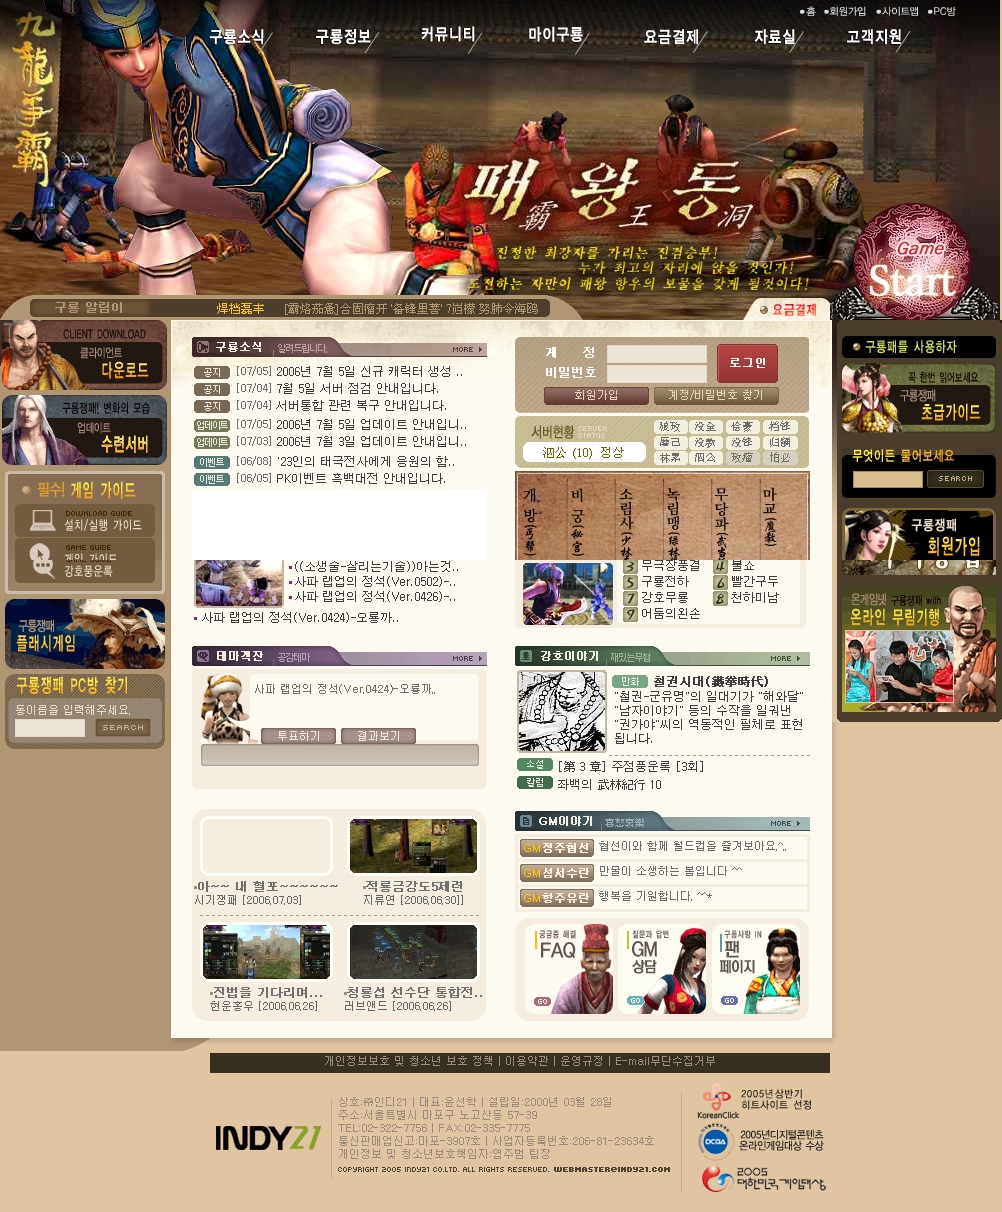 ●홈 ●회원가입 ●사이트맵 ●PC방
九龍爭霸
구룡소식 구룡정보 커뮤니티 마이구룡 요금결제 자료실 고객지원
패왕동
霸王洞
진정한 최강자를 가리는 진검승부!
누가 최고의 자리에 앉을 것인가!
도전하는 자만이 패왕 항우의 보물을 갖게 될것이다!
Game
Start
구룡 알림이
요금결제
CLIENT DOWNLOAD
클라이언트
다운로드
구룡쟁패! 변화의 모습
업데이트
수련서버
필수! 게임 가이드
DOWNLOAD GUIDE
설치/실행 가이드
GAME GUIDE
게임 가이드
강호풍운록
구룡쟁패
플래시게임
구룡쟁패 PC방 찾기
동이름을 입력해주세요.
SEARCH
구룡소식 알려드립니다. MORE
공지 [07/05] 2006년 7월 5일 신규 캐릭터 생성 ..
공지 [07/04] 7월 5일 서버 점검 안내입니다.
공지 [07/04] 서버통합 관련 복구 안내입니다.
업데이트 [07/05] 2006년 7월 5일 업데이트 안내입니..
업데이트 [07/03] 2006년 7월 3일 업데이트 안내입니..
이벤트 [06/08] '23인의 태극전사에게 응원의 함..
이벤트 [06/05] PK이벤트 흑백대전 안내입니다.
((소생술-살리는기술))아는것..
사파 랩업의 정석(Ver.0502)-..
사파 랩업의 정석(Ver.0426)-..
사파 랩업의 정석(Ver.0424)-오룡까..
테마객잔 공감테마 MORE
사파 랩업의 정석(Ver.0424)-오룡까..
투표하기 결과보기
아~~ 내 혈포~~~~~~
시기쟁패 [2006.07.03]
적룡금강도5제련
지류연 [2006.06.30]]
진법을 기다리며...
현운홍우 [2006.06.26]
청룡섭 선수단 통합전..
러브앤드 [2006.06.26]
계 정
비밀번호
로그인
회원가입 계정/비밀번호 찾기
서버현황 SERVER STATUS
泗公 (10) 정상
개방(丐幇)
비궁(秘宮)
소림사(少林
녹림맹(綠林
무당파(武當
마교(魔敎)
3 무극장풍결 4 불쇼
5 구룡전하 6 빨간구두
7 강호무룡 8 천하미남
9 어둠의왼손
강호이야기 재밌는무협 MORE
만화 철권시대(鐵拳時代)
"철권-군유명"의 일대기가 "해와달"
"남자이야기" 등의 수작을 일궈낸
"권가야"씨의 역동적인 필체로 표현
됩니다.
소설 [第 3 章] 주점풍운록 [3회]
칼럼 좌백의 武林紀行 10
GM이야기 喜怒哀樂 MORE
GM정주협선 협선이와 함께 월드컵을 즐겨보아요^.
GM섬서수란 만물이 소생하는 봄입니다 ^^
GM항주유란 행복을 기원합니다. ^^*
궁금증 해결
FAQ
GO
질문과 답변
GM
상담
GO
구룡사랑 IN
팬
페이지
GO
구룡패를 사용하자
꼭 한번 읽어보세요.
구룡쟁패
초급가이드
무엇이든 물어보세요
SEARCH
구룡쟁패
회원가입
온게임넷 구룡쟁패 with
온라인 무림기행
개인정보보호 및 청소년 보호 정책 | 이용약관 | 운영규정 | E-mail무단수집거부
INDY21
상호:㈜인디21 | 대표:윤선학 | 설립일:2000년 03월 28일
주소:서울특별시 마포구 노고산동 57-39
TEL:02-322-7756 | FAX:02-335-7775
통신판매업신고:마포-3907호 | 사업자등록번호:206-81-23634호
개인정보 및 청소년보호책임자:염주범 팀장
COPYRIGHT 2005 INDY21 CO.LTD. ALL RIGHTS RESERVED. WEBMASTER@INDY21.COM
KoreanClick
2005년상반기
히트사이트 선정
DCGA
2005년디지털콘텐츠
온라인게임대상 수상
2005
대한민국 게임대상